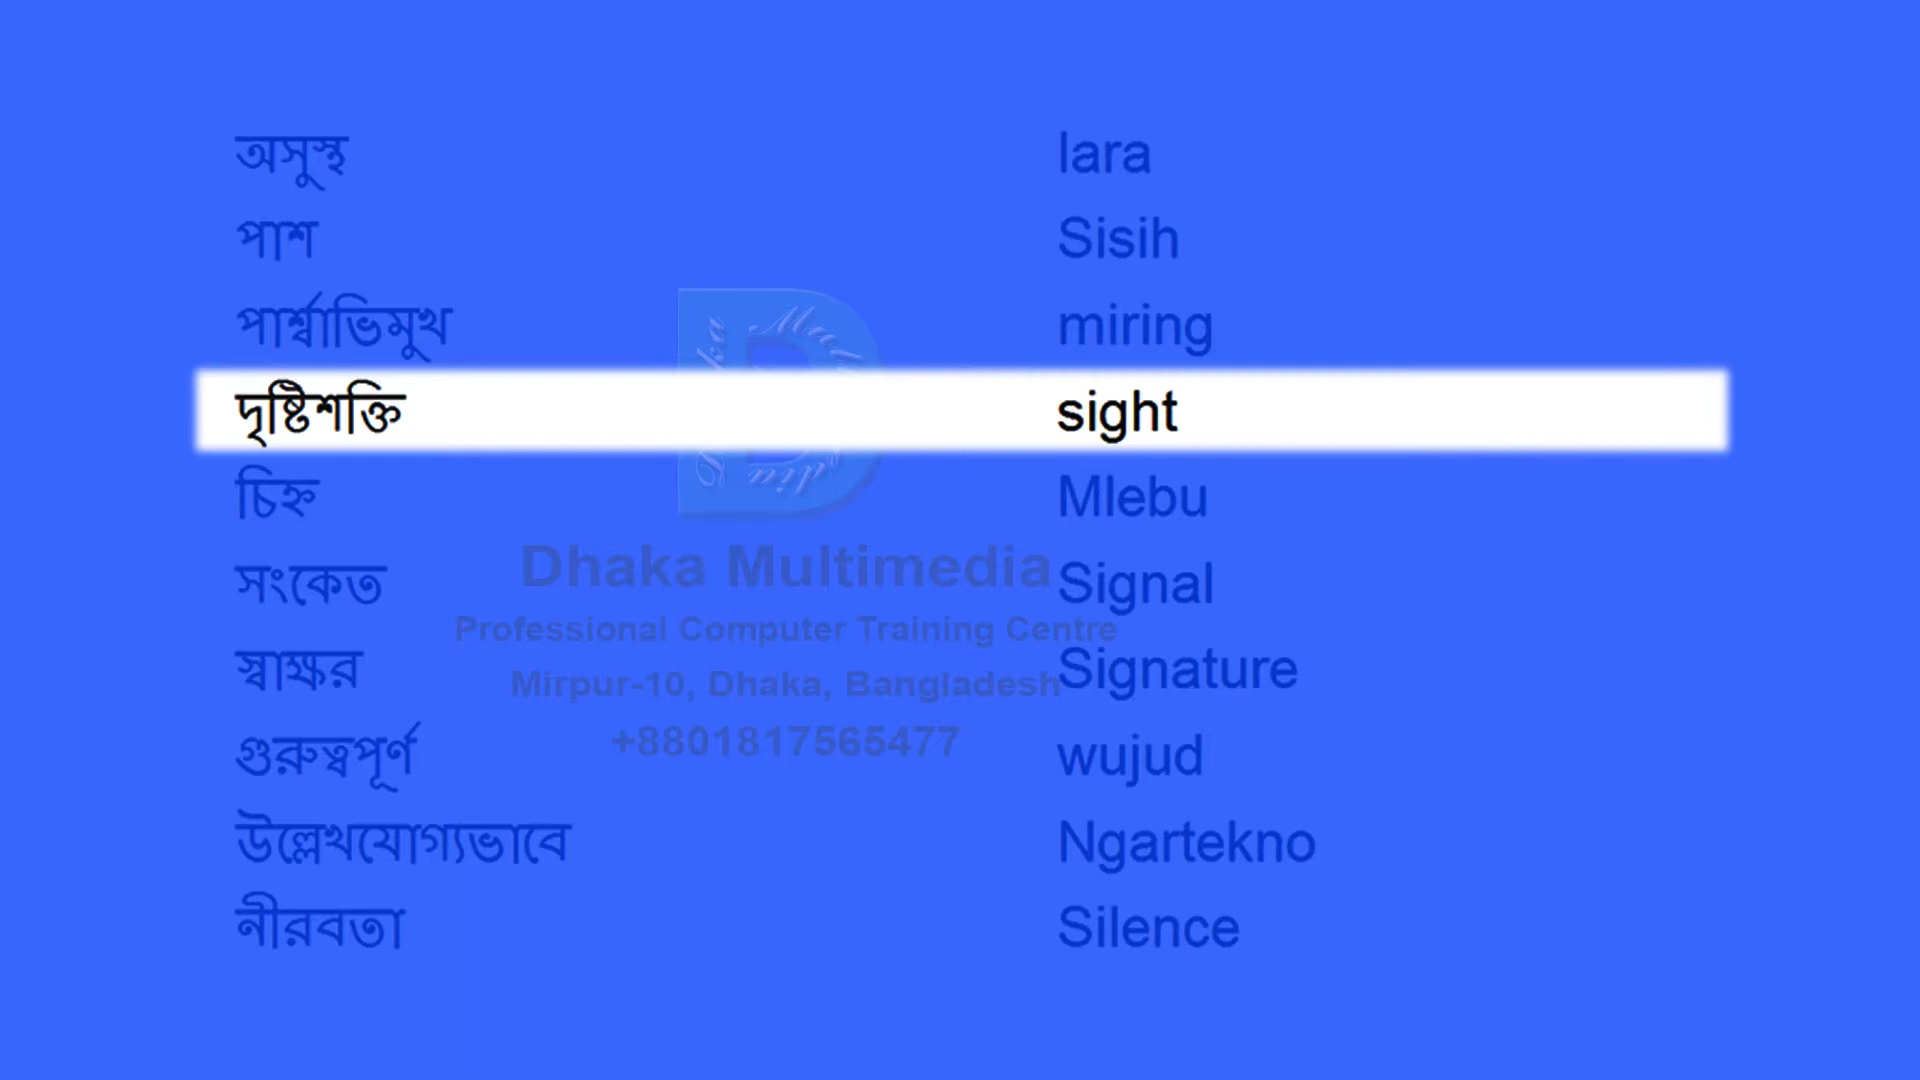 অসুস্থ lara
পাশ Sisih
পার্শ্বাভিমুখ miring
দৃষ্টিশক্তি sight
চিহ্ন Mlebu
Dhaka Multimedia
সংকেত Signal
Professional Computer Training Centre
স্বাক্ষর Signature
Mirpur-10, Dhaka, Bangladesh
গুরুত্বপূর্ণ wujud
+8801817565477
উল্লেখযোগ্যভাবে Ngartekno
নীরবতা Silence